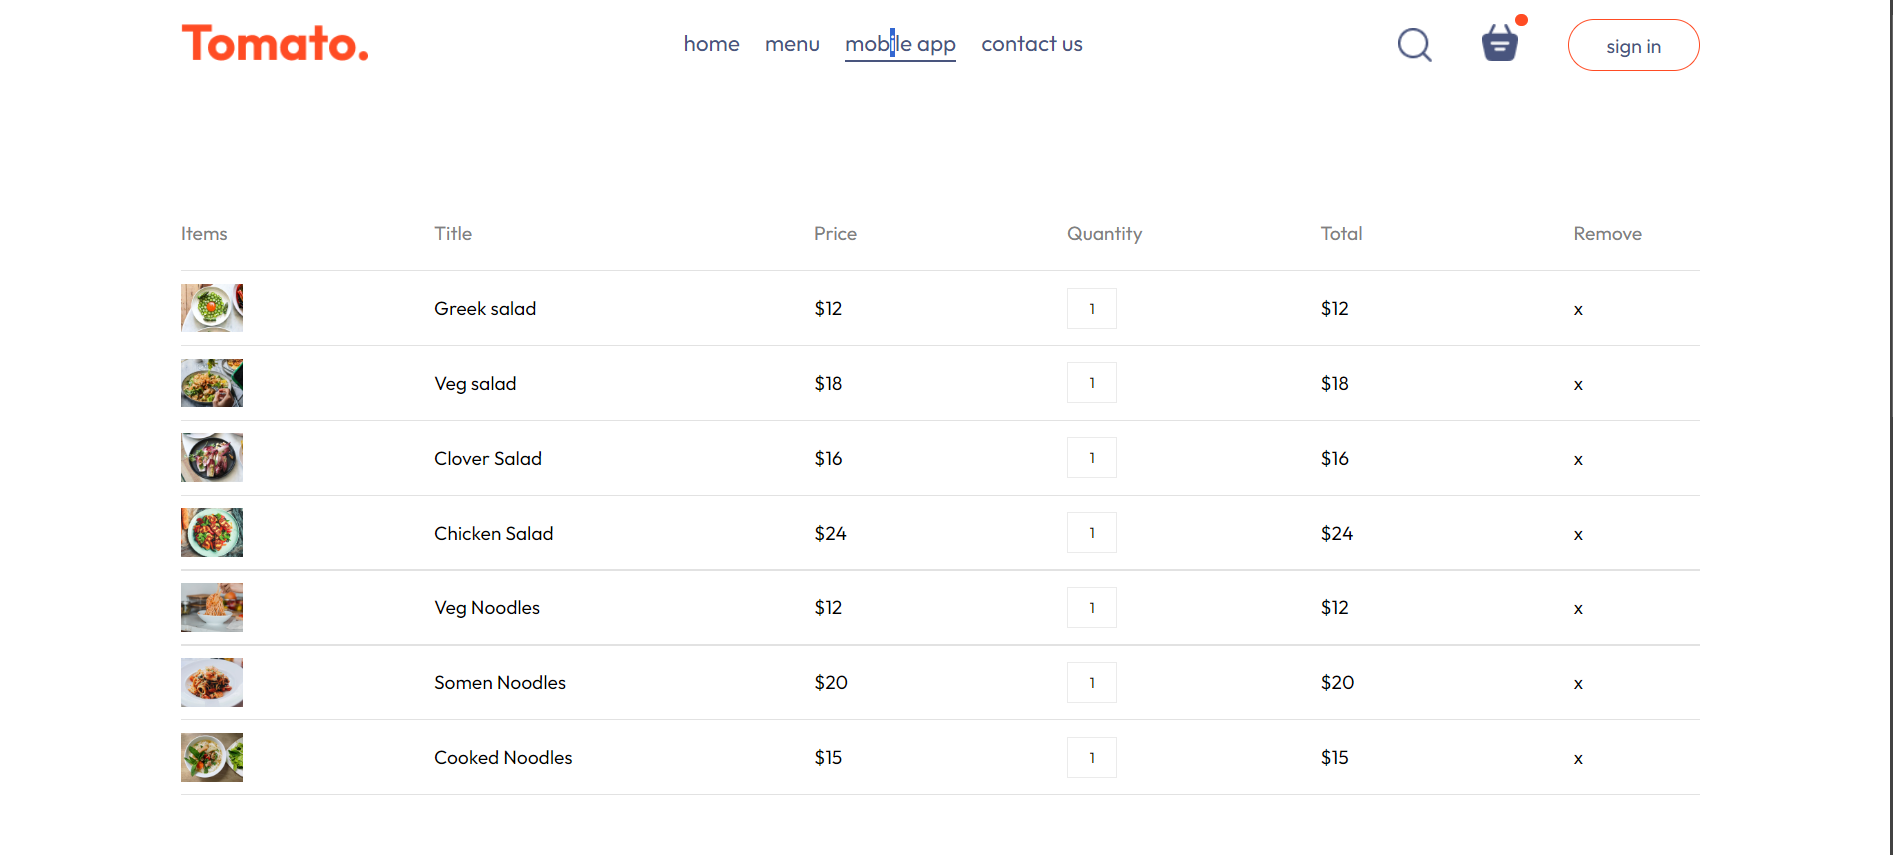 Tomato.
home menu mobile app contact us
sign in
Items Title Price Quantity Total Remove
Greek salad $12 1 $12 x
Veg salad $18 1 $18 x
Clover Salad $16 1 $16 x
Chicken Salad $24 1 $24 x
Veg Noodles $12 1 $12 x
Somen Noodles $20 1 $20 x
Cooked Noodles $15 1 $15 x